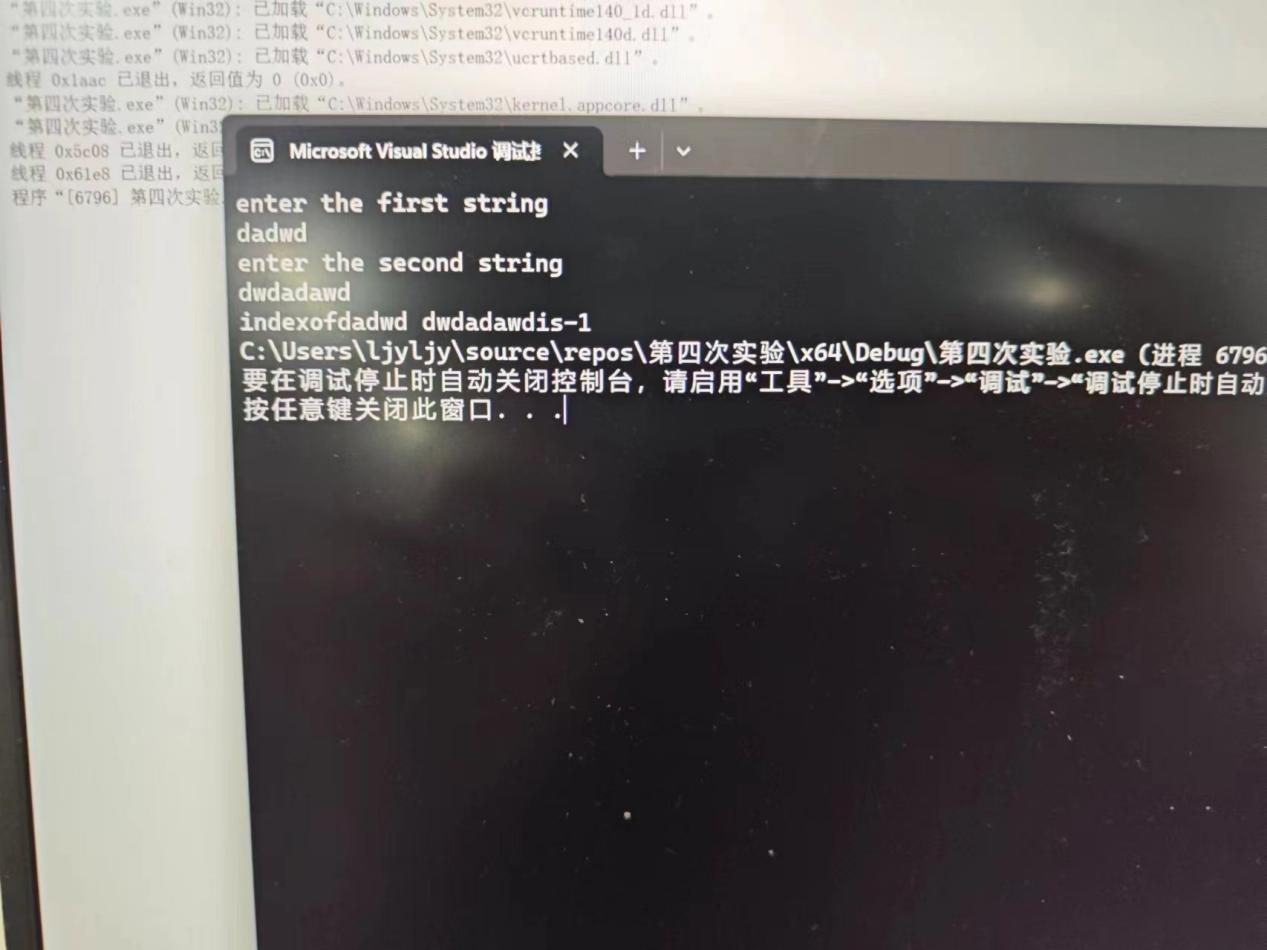 “第四次实验.exe” (Win32): 已加载 “C:\Windows\System32\vcruntime140_1d.dll” 。
“第四次实验.exe” (Win32): 已加载 “C:\Windows\System32\vcruntime140d.dll” 。
“第四次实验.exe” (Win32): 已加载 “C:\Windows\System32\ucrtbased.dll” 。
线程 0x1aac 已退出，返回值为 0 (0x0)。
“第四次实验.exe” (Win32): 已加载 “C:\Windows\System32\kernel.appcore.dll” 。
“第四次实验.exe” (Win3
线程 0x5c08 已退出，返回
线程 0x61e8 已退出，返回
程序 “[6796] 第四次实验
Microsoft Visual Studio 调试
enter the first string
dadwd
enter the second string
dwdadawd
indexofdadwd dwdadawdis-1
C:\Users\ljyljy\source\repos\第四次实验\x64\Debug\第四次实验.exe (进程 6796
要在调试停止时自动关闭控制台，请启用“工具”->“选项”->“调试”->“调试停止时自动
按任意键关闭此窗口. . .